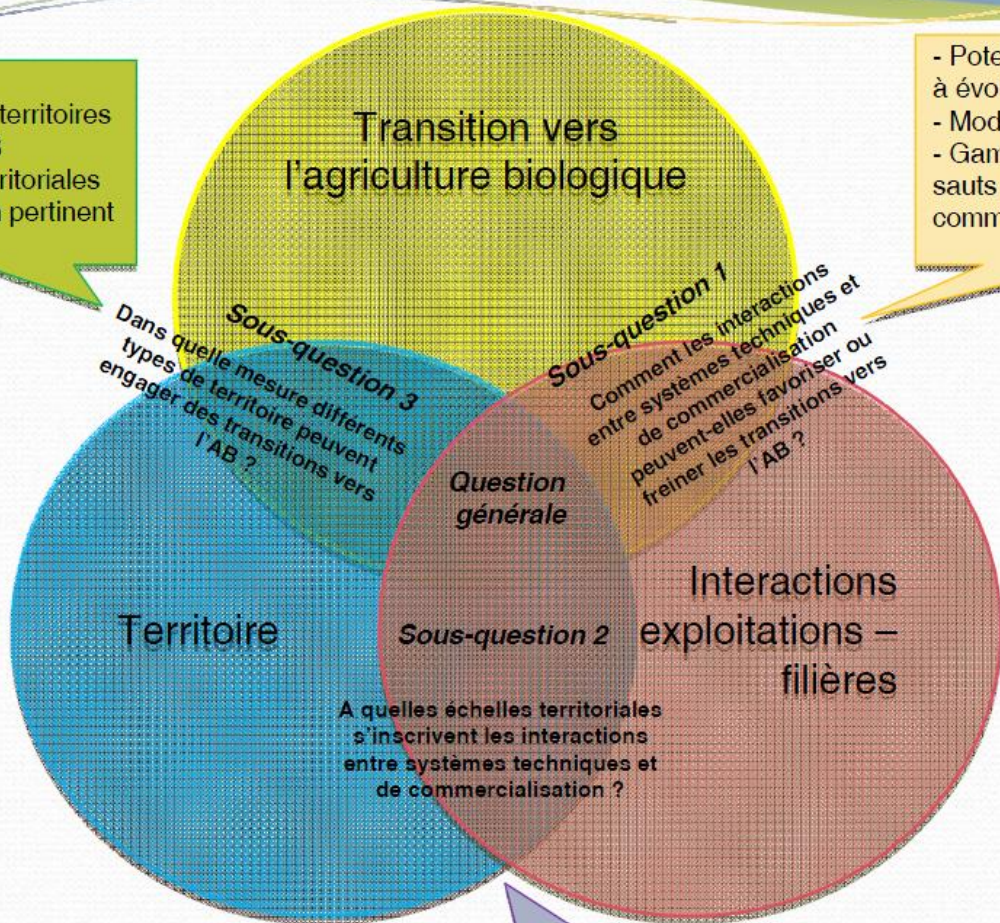 territoires
ritoriales
pertinent
- Pote
à évo
- Mod
- Gam
sauts
comm
Transition vers
l'agriculture biologique
Sous-question 3
Dans quelle mesure différents
types de territoire peuvent
engager des transitions vers
l'AB ?
Sous-question 1
Comment les interactions
entre systèmes techniques et
de commercialisation
peuvent-elles favoriser ou
freiner les transitions vers
l'AB ?
Question
générale
Territoire
Sous-question 2
Interactions
exploitations –
filières
A quelles échelles territoriales
s'inscrivent les interactions
entre systèmes techniques et
de commercialisation ?